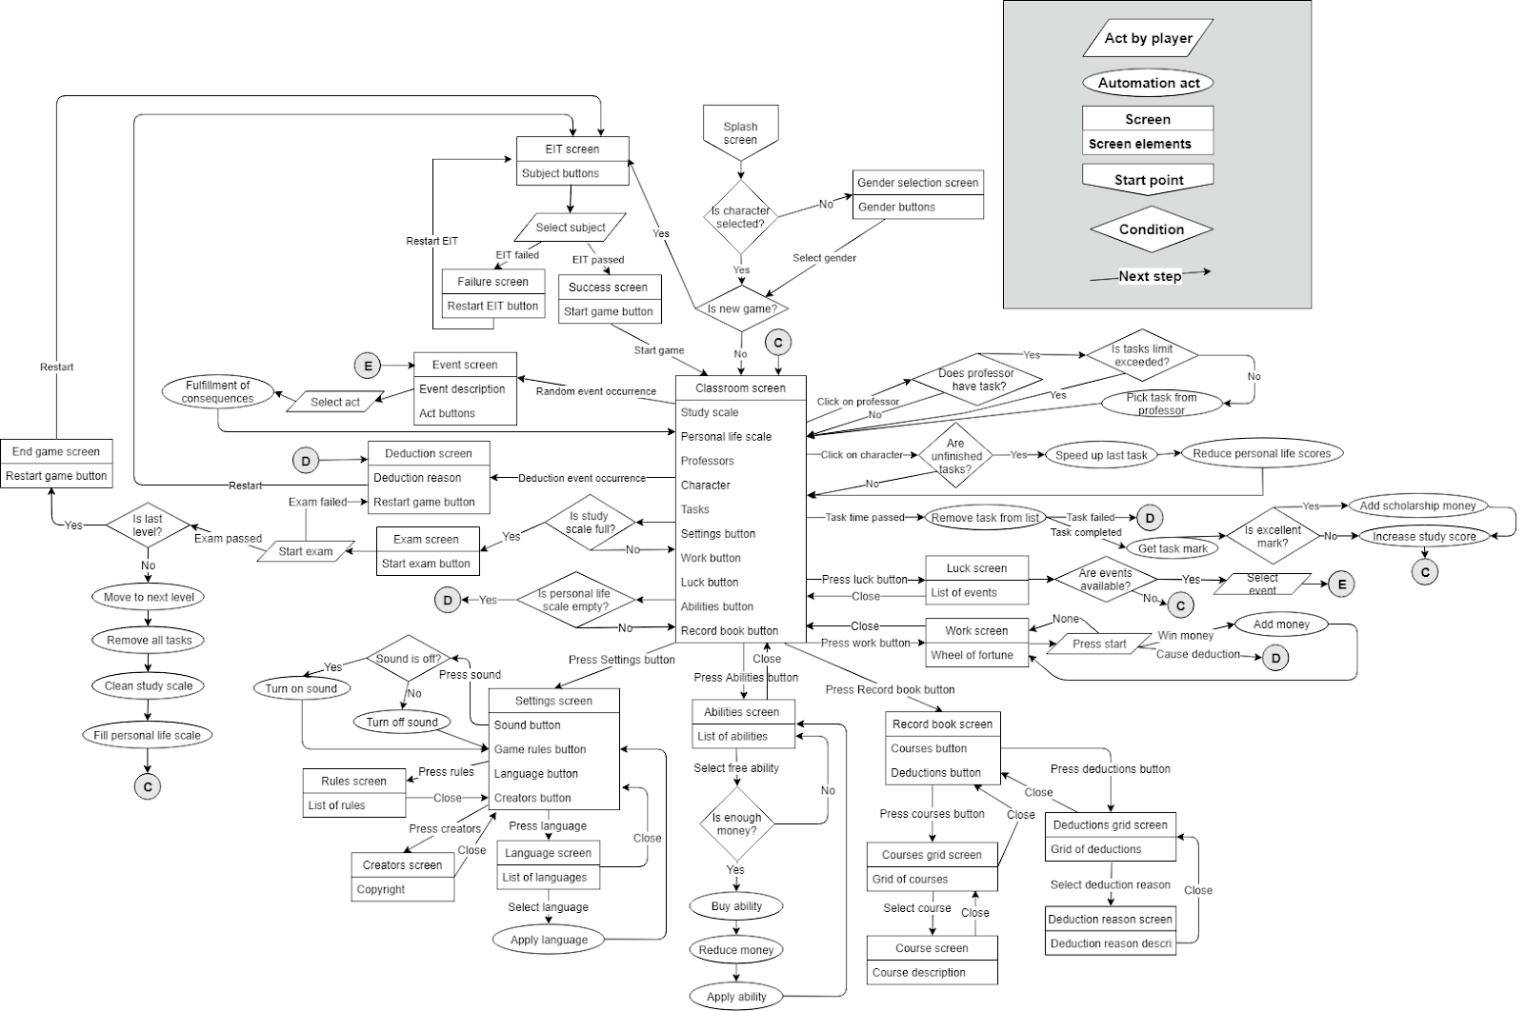 Act by player
Automation act
Screen
Screen elements
Start point
Condition
Next step
Splash
screen
Is character
selected?
No
Gender selection screen
Gender buttons
Yes
Select gender
Is new game?
Yes
No
C
EIT screen
Subject buttons
Select subject
EIT failed
EIT passed
Restart EIT
Failure screen
Restart EIT button
Success screen
Start game button
Start game
Restart
E
Event screen
Event description
Act buttons
Random event occurrence
Select act
Fulfillment of
consequences
Classroom screen
Study scale
Personal life scale
Professors
Character
Tasks
Settings button
Work button
Luck button
Abilities button
Record book button
Click on professor
Does professor
have task?
Yes
No
Is tasks limit
exceeded?
Yes
No
Pick task from
professor
Click on character
Are
unfinished
tasks?
Yes
No
Speed up last task
Reduce personal life scores
Task time passed
Remove task from list
Task failed
D
Task completed
Get task mark
Is excellent
mark?
Yes
No
Add scholarship money
Increase study score
C
Press luck button
Close
Luck screen
List of events
Are events
available?
Yes
No
C
Select
event
E
Close
Press work button
Work screen
Wheel of fortune
None
Press start
Win money
Cause deduction
Add money
D
End game screen
Restart game button
D
Deduction screen
Deduction reason
Restart game button
Deduction event occurrence
Restart
Exam failed
Is study
scale full?
Yes
No
Exam screen
Start exam button
Start exam
Exam passed
Is last
level?
Yes
No
Move to next level
Remove all tasks
Clean study scale
Fill personal life scale
C
Is personal life
scale empty?
Yes
No
D
Press Settings button
Settings screen
Sound button
Game rules button
Language button
Creators button
Press sound
Sound is off?
Yes
No
Turn on sound
Turn off sound
Press rules
Close
Rules screen
List of rules
Press creators
Close
Creators screen
Copyright
Press language
Language screen
List of languages
Close
Select language
Apply language
Press Abilities button
Close
Abilities screen
List of abilities
Select free ability
Is enough
money?
No
Yes
Buy ability
Reduce money
Apply ability
Press Record book button
Record book screen
Courses button
Deductions button
Press courses button
Close
Courses grid screen
Grid of courses
Select course
Close
Course screen
Course description
Press deductions button
Close
Deductions grid screen
Grid of deductions
Select deduction reason
Close
Deduction reason screen
Deduction reason descri